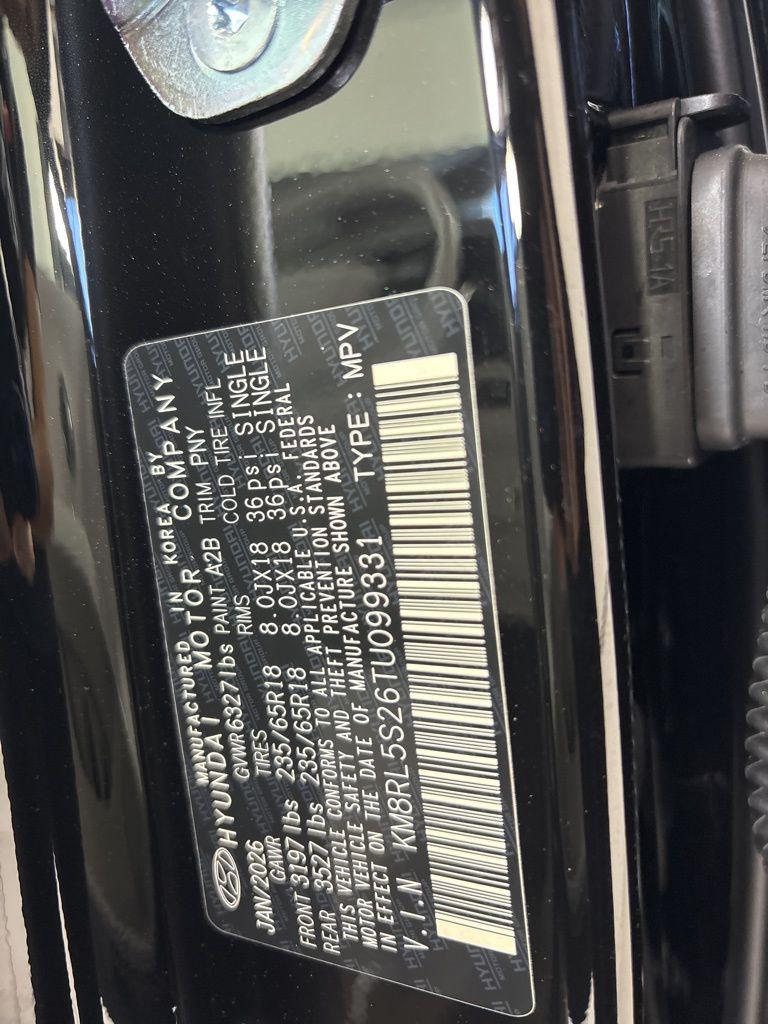 MANUFACTURED IN KOREA BY
HYUNDAI MOTOR COMPANY
JAN/2026 GVWR6327lbs PAINT A2B TRIM PNY
GAWR TIRES RIMS COLD TIRE INFL
FRONT 3197lbs 235/65R18 8.0JX18 36psi SINGLE
REAR 3527lbs 235/65R18 8.0JX18 36psi SINGLE
THIS VEHICLE CONFORMS TO ALL APPLICABLE U.S.A. FEDERAL
MOTOR VEHICLE SAFETY AND THEFT PREVENTION STANDARDS
IN EFFECT ON THE DATE OF MANUFACTURE SHOWN ABOVE
V.I.N KM8RL5S26TU099331 TYPE : MPV